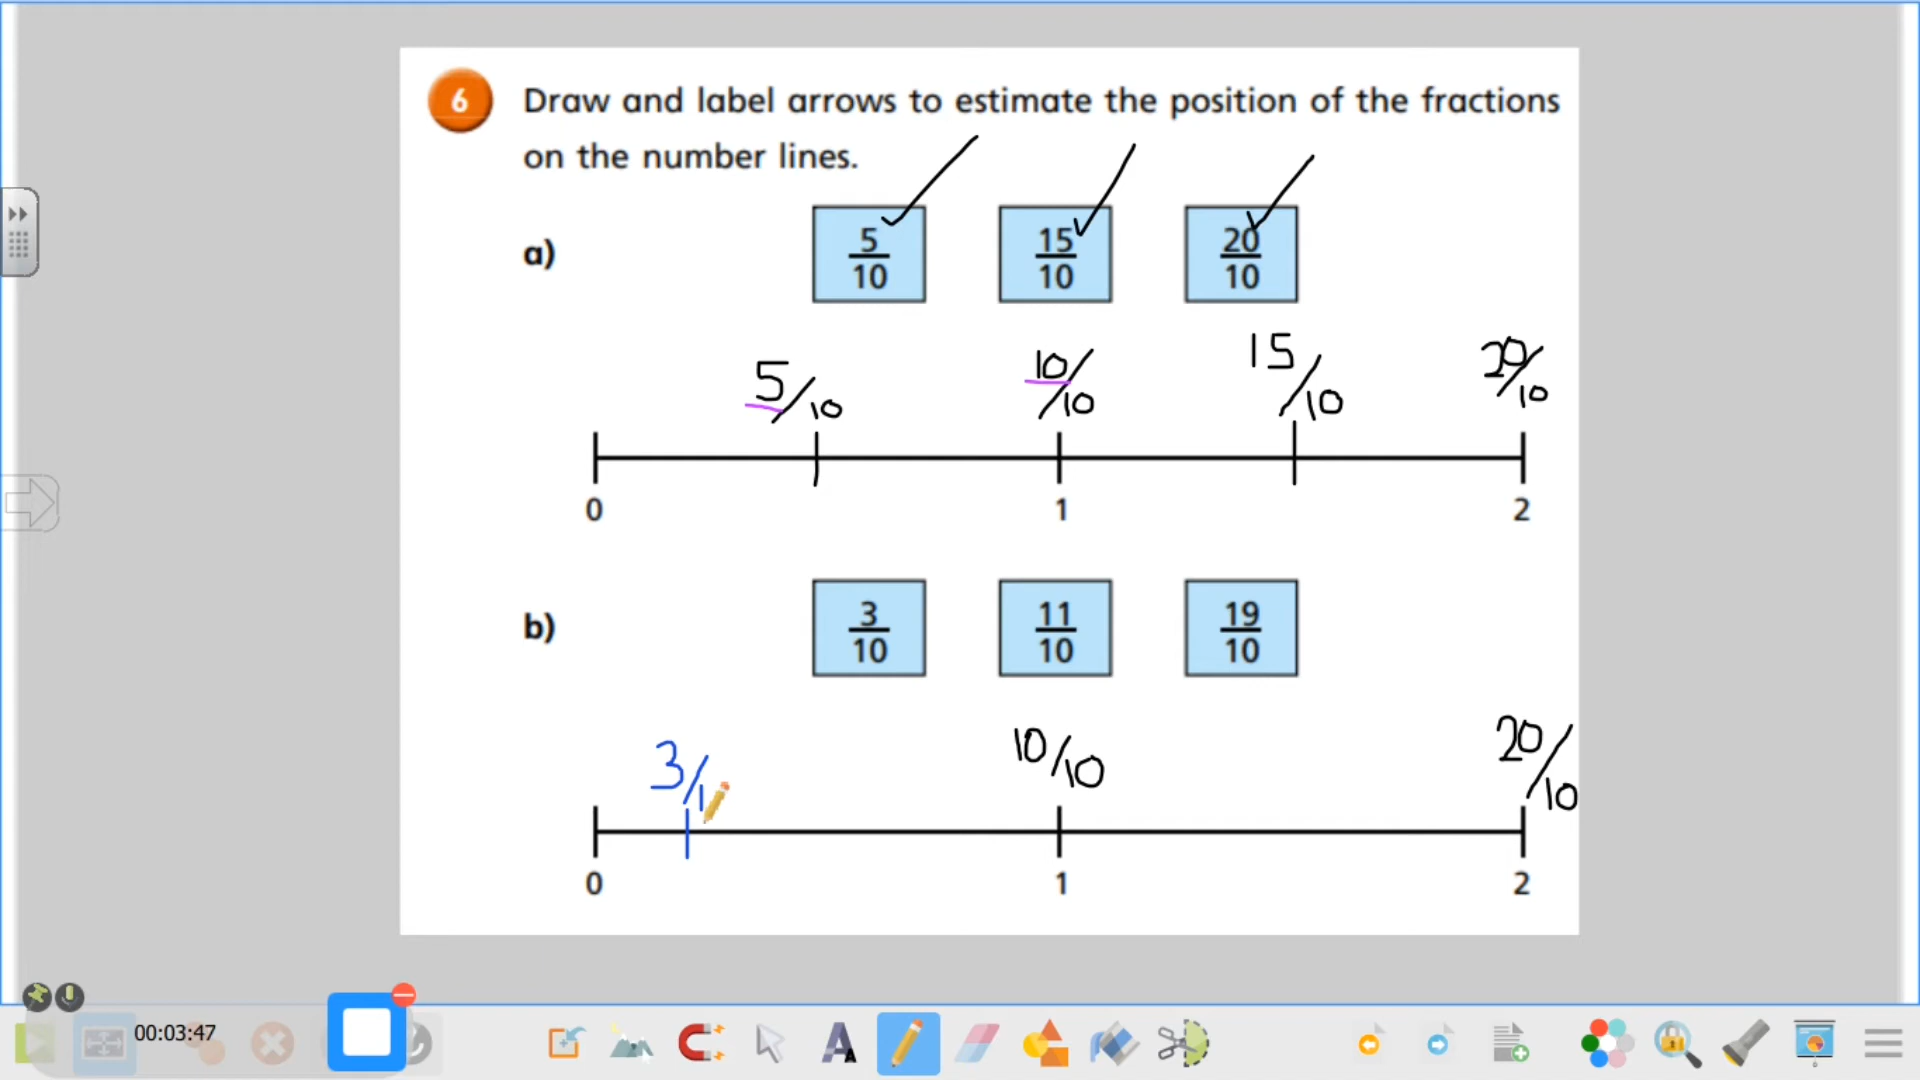 6 Draw and label arrows to estimate the position of the fractions
on the number lines.
a) 5/10 15/10 20/10
5/10 10/10 15/10 20/10
0 1 2
b) 3/10 11/10 19/10
3/1 10/10 20/10
0 1 2
00:03:47 A